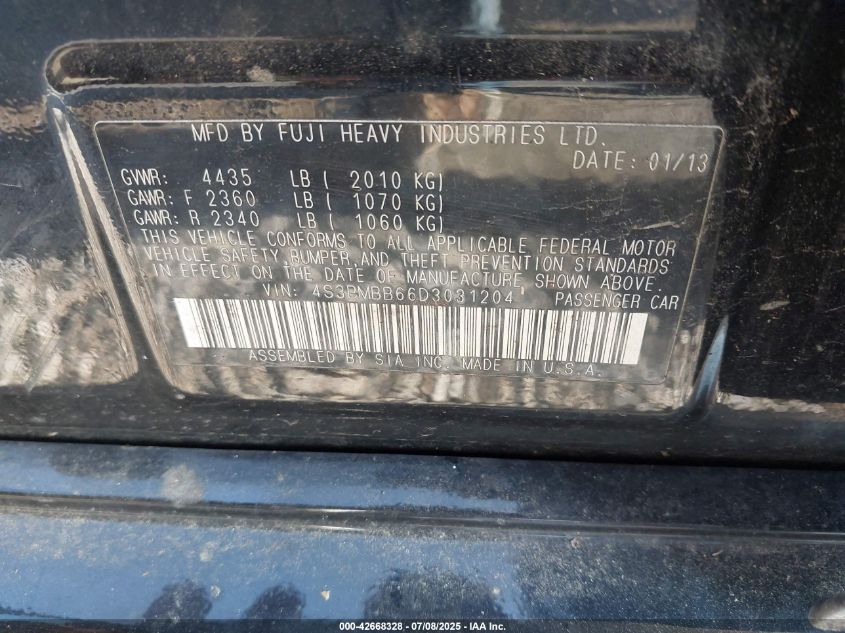 MFD BY FUJI HEAVY INDUSTRIES LTD.
DATE: 01/13
GVWR: 4435 LB ( 2010 KG)
GAWR: F 2360 LB ( 1070 KG)
GAWR: R 2340 LB ( 1060 KG)
THIS VEHICLE CONFORMS TO ALL APPLICABLE FEDERAL MOTOR
VEHICLE SAFETY, BUMPER, AND THEFT PREVENTION STANDARDS
IN EFFECT ON THE DATE OF MANUFACTURE SHOWN ABOVE.
VIN: 4S3BMBB66D3031204 PASSENGER CAR
ASSEMBLED BY SIA INC. MADE IN U.S.A.
000-42668328 - 07/08/2025 - IAA Inc.